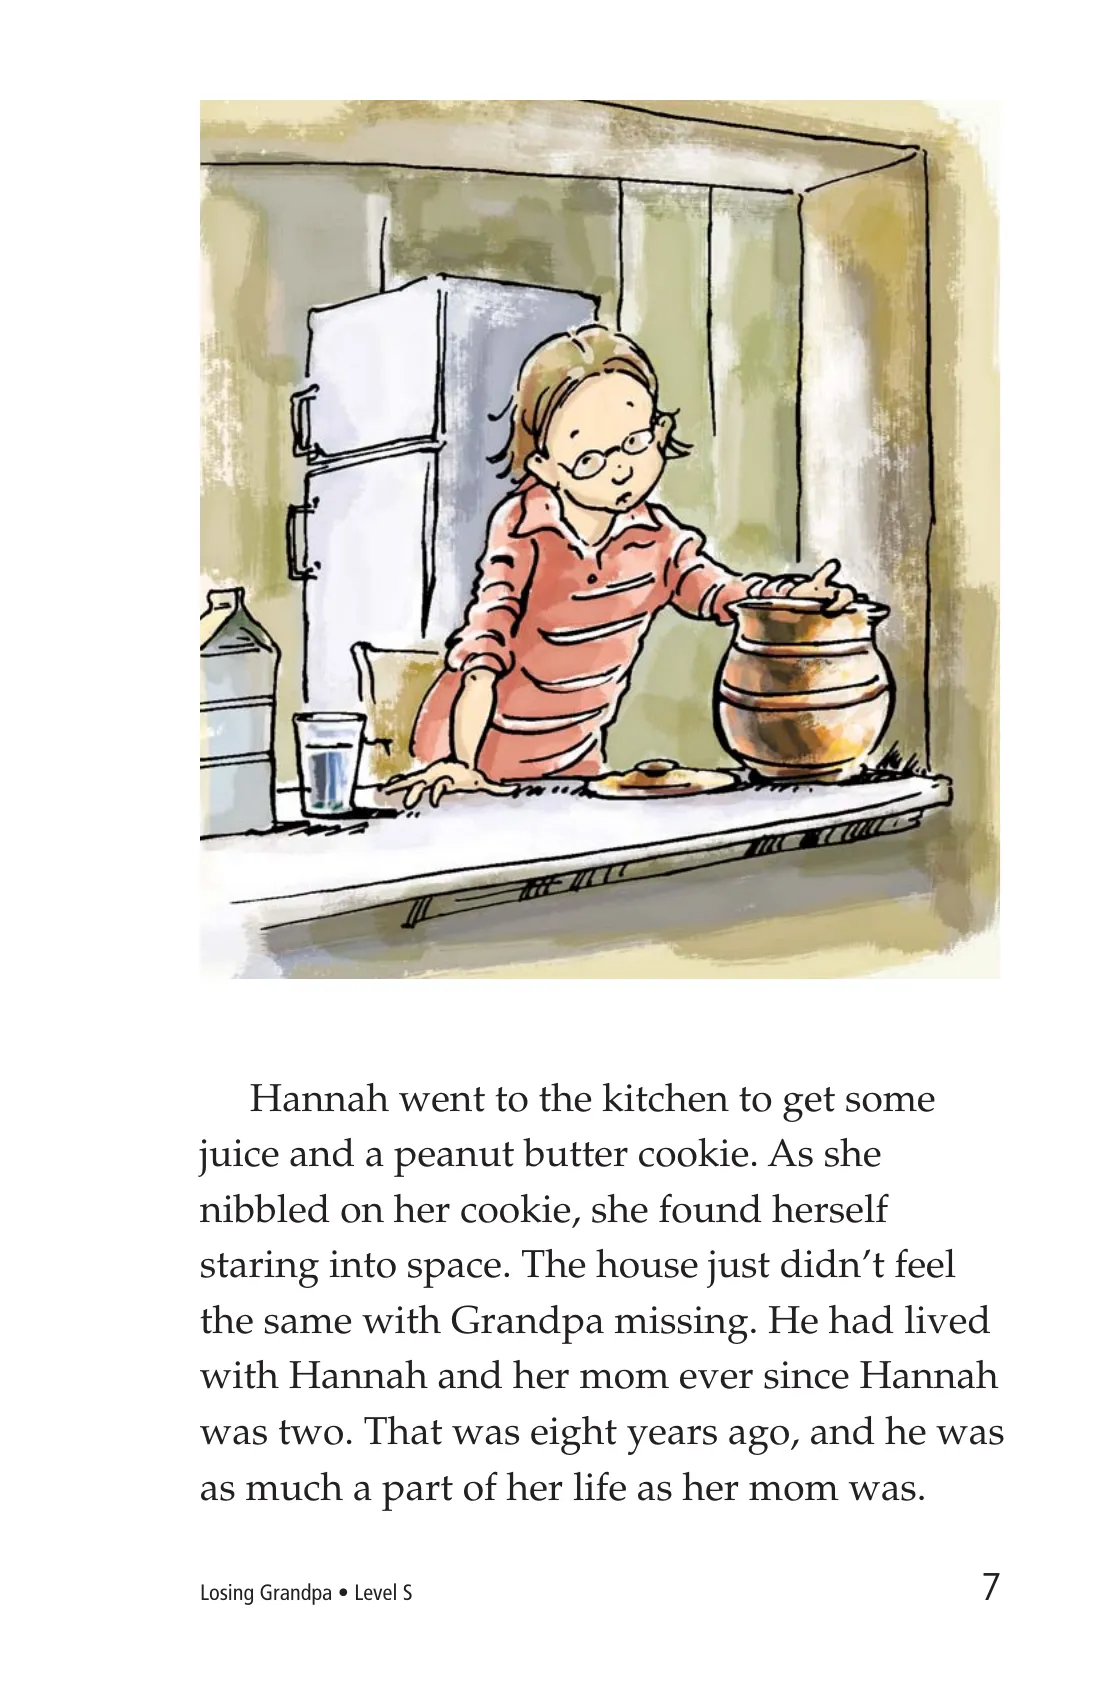 Hannah went to the kitchen to get some
juice and a peanut butter cookie. As she
nibbled on her cookie, she found herself
staring into space. The house just didn’t feel
the same with Grandpa missing. He had lived
with Hannah and her mom ever since Hannah
was two. That was eight years ago, and he was
as much a part of her life as her mom was.
Losing Grandpa • Level S
7